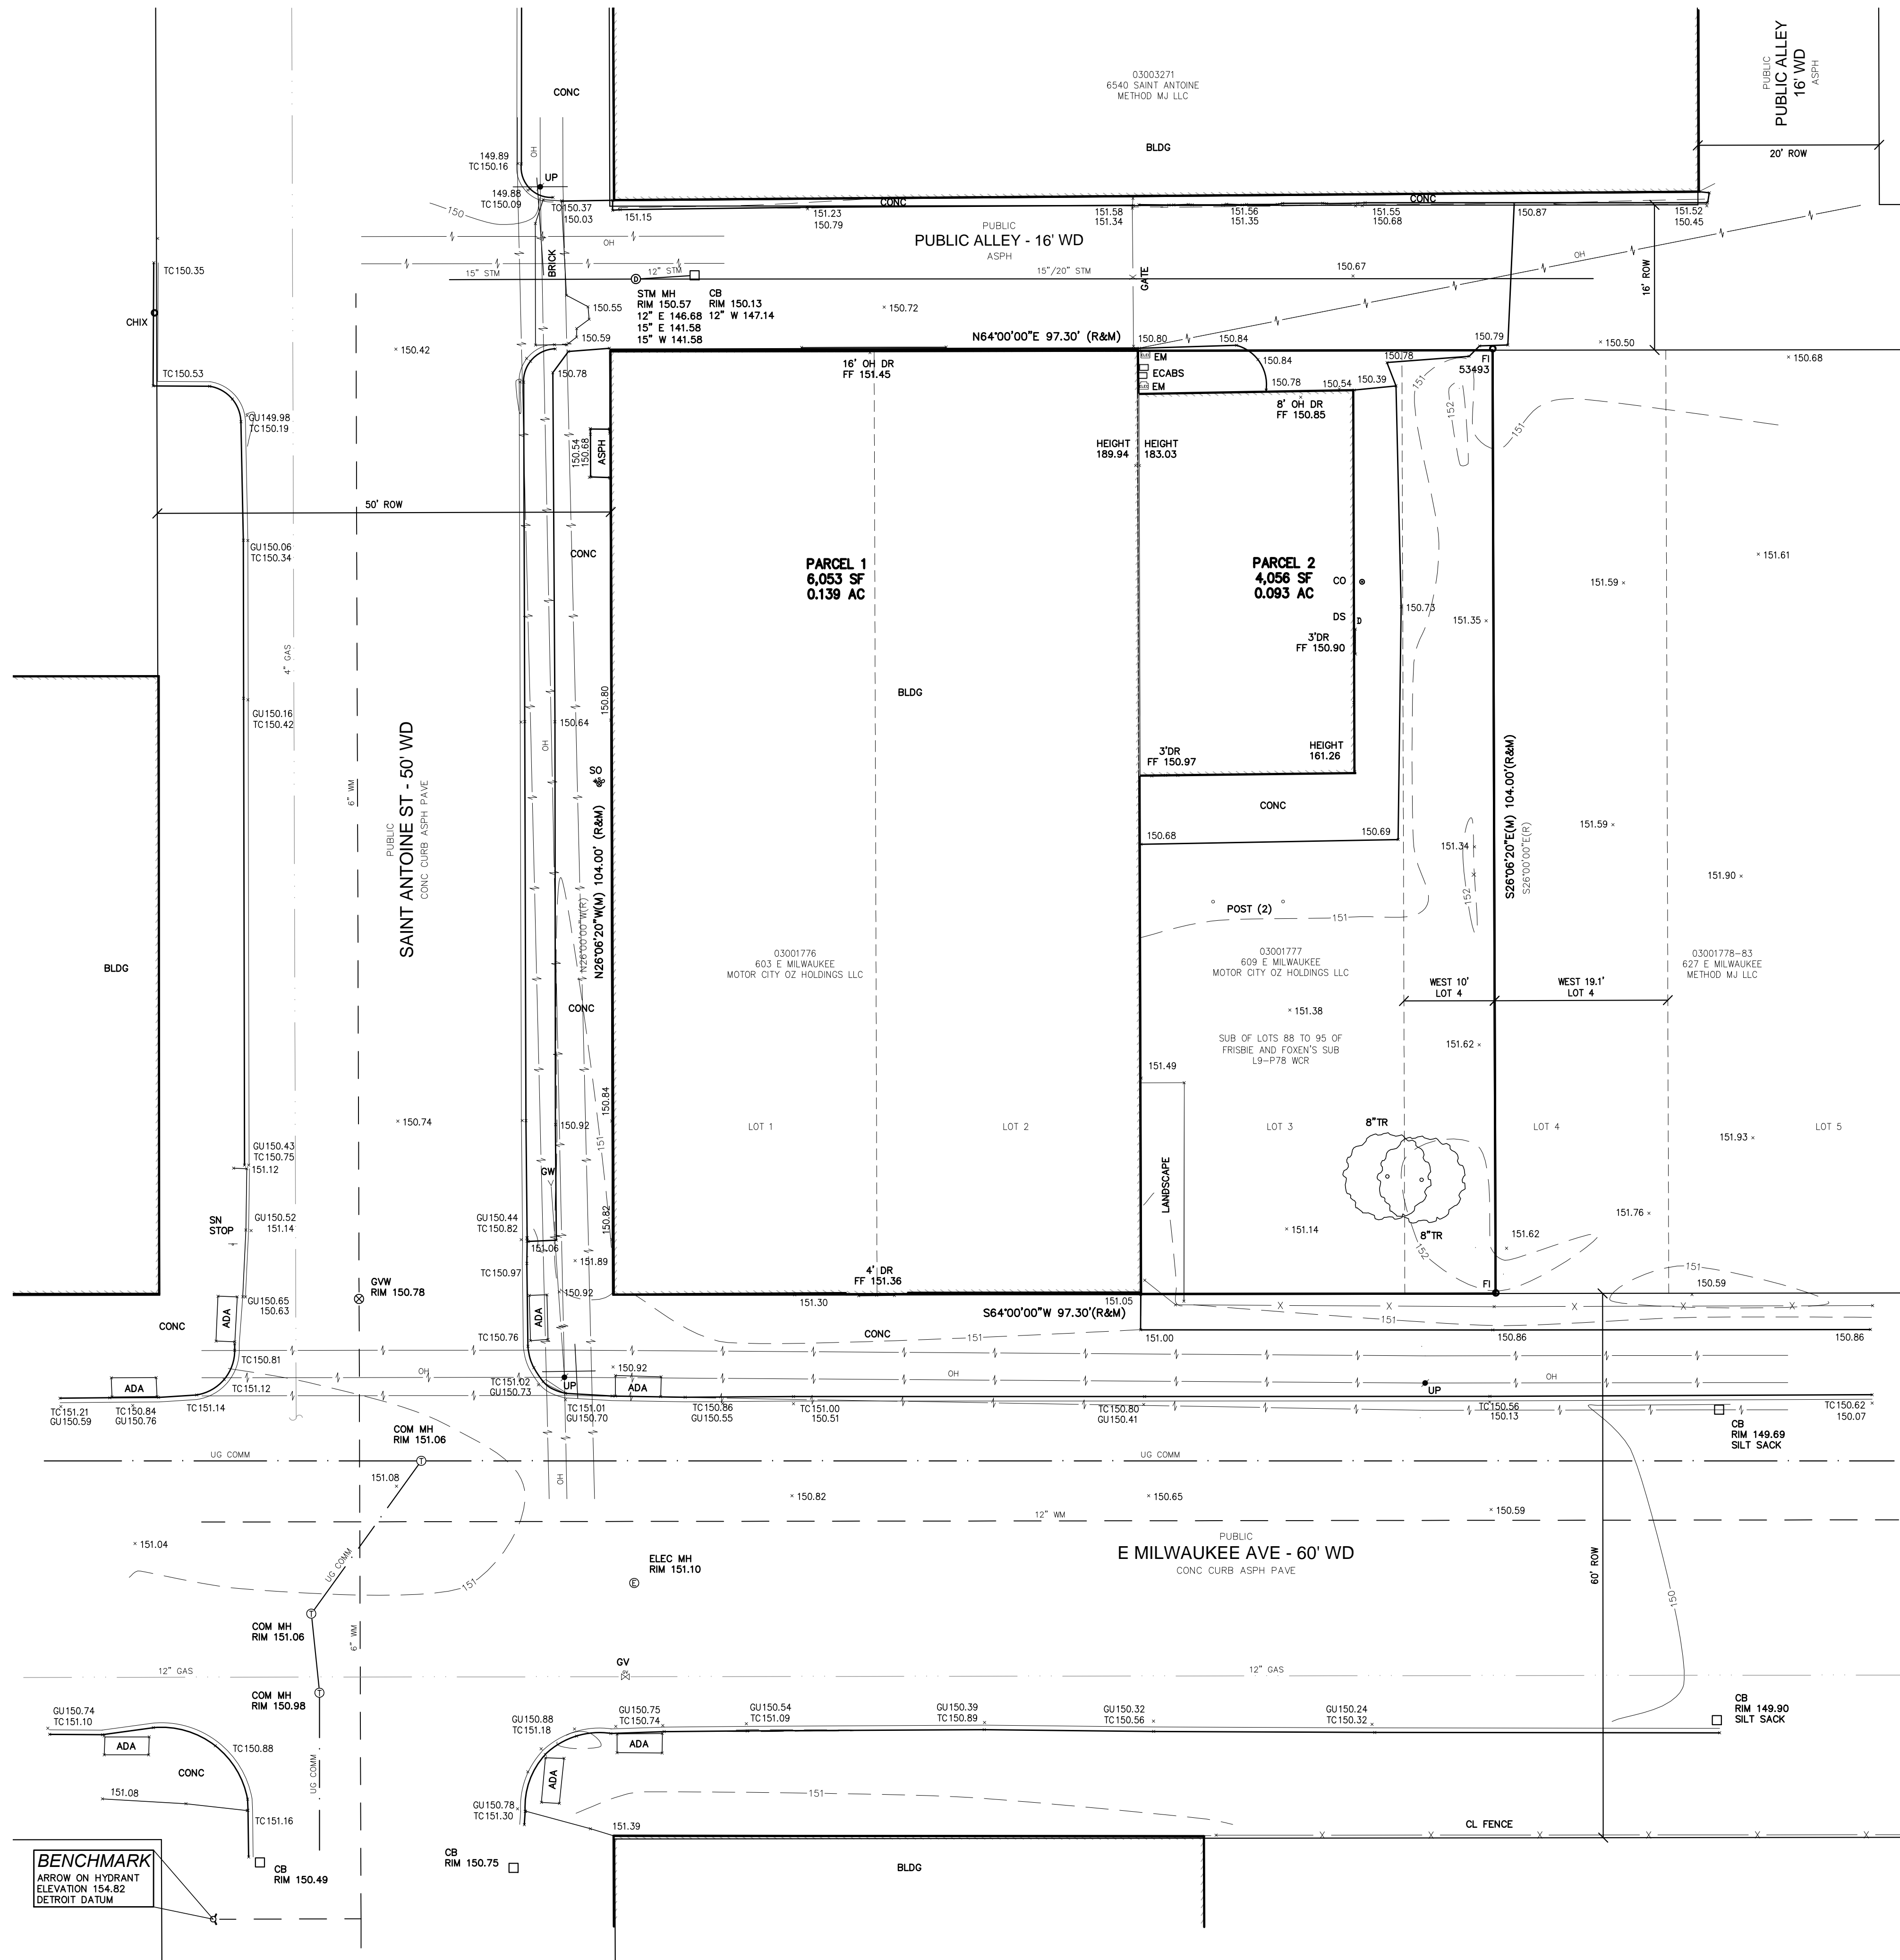 03003271
6540 SAINT ANTOINE
METHOD MJ LLC
BLDG
CONC
PUBLIC
PUBLIC ALLEY
16' WD
ASPH
20' ROW
149.89
TC150.16
OH
UP
149.88
TC150.09
150
TC150.37
150.03
151.15
151.23
150.79
CONC
151.58
151.34
151.56
151.35
151.55
150.68
CONC
150.87
151.52
150.45
PUBLIC
PUBLIC ALLEY - 16' WD
ASPH
OH
OH
BRICK
TC150.35
CHIX
15" STM
12" STM
15"/20" STM
GATE
150.67
16' ROW
STM MH
RIM 150.57
12" E 146.68
15" E 141.58
15" W 141.58
CB
RIM 150.13
12" W 147.14
150.55
150.72
150.59
150.42
N64°00'00"E 97.30' (R&M)
150.80
150.84
150.79
150.50
150.68
TC150.53
150.78
16' OH DR
FF 151.45
EM
ECABS
EM
150.84
150.78
150.54
150.39
150.78
FI
53493
8' OH DR
FF 150.85
151
152
151
GU149.98
TC150.19
150.54
150.68
ASPH
HEIGHT
189.94
HEIGHT
183.03
50' ROW
GU150.06
TC150.34
CONC
PARCEL 1
6,053 SF
0.139 AC
PARCEL 2
4,056 SF
0.093 AC
CO
DS
D
3'DR
FF 150.90
150.73
151.35
151.59
151.61
4" GAS
GU150.16
TC150.42
150.80
150.64
BLDG
OH
3'DR
FF 150.97
HEIGHT
161.26
SO
6" WM
PUBLIC
SAINT ANTOINE ST - 50' WD
CONC CURB ASPH PAVE
N26°00'00"W(R)
N26°06'20"W(M) 104.00' (R&M)
S26°06'20"E(M) 104.00'(R&M)
S26°00'00"E(R)
CONC
150.68
150.69
151.34
152
151.59
151.90
POST (2)
151
BLDG
03001776
603 E MILWAUKEE
MOTOR CITY OZ HOLDINGS LLC
03001777
609 E MILWAUKEE
MOTOR CITY OZ HOLDINGS LLC
03001778-83
627 E MILWAUKEE
METHOD MJ LLC
WEST 10'
LOT 4
WEST 19.1'
LOT 4
CONC
151.38
SUB OF LOTS 88 TO 95 OF
FRISBIE AND FOXEN'S SUB
L9-P78 WCR
151.62
151.49
150.84
150.74
150.92
151
LOT 1
LOT 2
LOT 3
LOT 4
LOT 5
8"TR
151.93
GU150.43
TC150.75
151.12
GW
LANDSCAPE
SN
STOP
GU150.52
151.14
GU150.44
TC150.82
150.82
151.06
151.89
TC150.97
151.14
8"TR
152
151.62
151.76
GVW
RIM 150.78
4' DR
FF 151.36
FI
151
150.59
GU150.65
150.63
ADA
ADA
150.92
151.30
151.05
S64°00'00"W 97.30'(R&M)
CONC
TC150.76
CONC
151
151.00
150.86
150.86
151
TC150.81
OH
150.92
OH
OH
ADA
TC151.12
TC151.02
GU150.73
UP
ADA
UP
TC151.21
GU150.59
TC150.84
GU150.76
TC151.14
TC151.01
GU150.70
TC150.86
GU150.55
TC151.00
150.51
TC150.80
GU150.41
TC150.56
150.13
TC150.62
150.07
CB
RIM 149.69
SILT SACK
COM MH
RIM 151.06
UG COMM
UG COMM
151.08
OH
150.82
150.65
150.59
12" WM
151.04
PUBLIC
E MILWAUKEE AVE - 60' WD
CONC CURB ASPH PAVE
UG COMM
ELEC MH
RIM 151.10
151
60' ROW
150
COM MH
RIM 151.06
6" WM
12" GAS
GV
12" GAS
COM MH
RIM 150.98
CB
RIM 149.90
SILT SACK
GU150.74
TC151.10
GU150.88
TC151.18
GU150.75
TC150.74
GU150.54
TC151.09
GU150.39
TC150.89
GU150.32
TC150.56
GU150.24
TC150.32
ADA
TC150.88
ADA
CONC
UG COMM
ADA
151.08
151
GU150.78
TC151.30
TC151.16
151.39
CL FENCE
BENCHMARK
ARROW ON HYDRANT
ELEVATION 154.82
DETROIT DATUM
CB
RIM 150.49
CB
RIM 150.75
BLDG